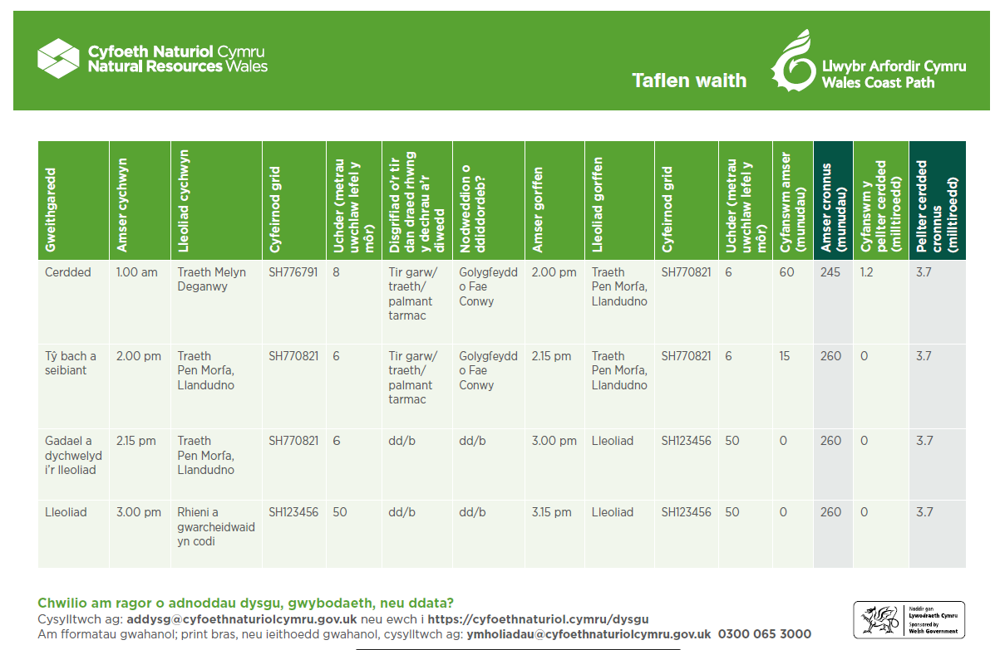 Cyfoeth Naturiol Cymru
Natural Resources Wales
Taflen waith
Llwybr Arfordir Cymru
Wales Coast Path
Gweithgaredd
Amser cychwyn
Lleoliad cychwyn
Cyfeirnod grid
Uchder (metrau
uwchlaw lefel y
môr)
Disgrifiad o'r tir
dan draed rhwng
y dechrau a'r
diwedd
Nodweddion o
ddiddordeb?
Amser gorffen
Lleoliad gorffen
Cyfeirnod grid
Uchder (metrau
uwchlaw lefel y
môr)
Cyfanswm amser
(munudau)
Amser cronnus
(munudau)
Cyfanswm y
pellter cerdded
(milltiroedd)
Pellter cerdded
cronnus
(milltiroedd)
Cerdded
1.00 am
Traeth Melyn
Deganwy
SH776791
8
Tir garw/
traeth/
palmant
tarmac
Golygfeydd
o Fae
Conwy
2.00 pm
Traeth
Pen Morfa,
Llandudno
SH770821
6
60
245
1.2
3.7
Tŷ bach a
seibiant
2.00 pm
Traeth
Pen Morfa,
Llandudno
SH770821
6
Tir garw/
traeth/
palmant
tarmac
Golygfeydd
o Fae
Conwy
2.15 pm
Traeth
Pen Morfa,
Llandudno
SH770821
6
15
260
0
3.7
Gadael a
dychwelyd
i'r lleoliad
2.15 pm
Traeth
Pen Morfa,
Llandudno
SH770821
6
dd/b
dd/b
3.00 pm
Lleoliad
SH123456
50
0
260
0
3.7
Lleoliad
3.00 pm
Rhieni a
gwarcheidwaid
yn codi
SH123456
50
dd/b
dd/b
3.15 pm
Lleoliad
SH123456
50
0
260
0
3.7
Chwilio am ragor o adnoddau dysgu, gwybodaeth, neu ddata?
Cysylltwch ag: addysg@cyfoethnaturiolcymru.gov.uk neu ewch i https://cyfoethnaturiol.cymru/dysgu
Am fformatau gwahanol; print bras, neu ieithoedd gwahanol, cysylltwch ag: ymholiadau@cyfoethnaturiolcymru.gov.uk 0300 065 3000
Noddir gan
Lywodraeth Cymru
Sponsored by
Welsh Government